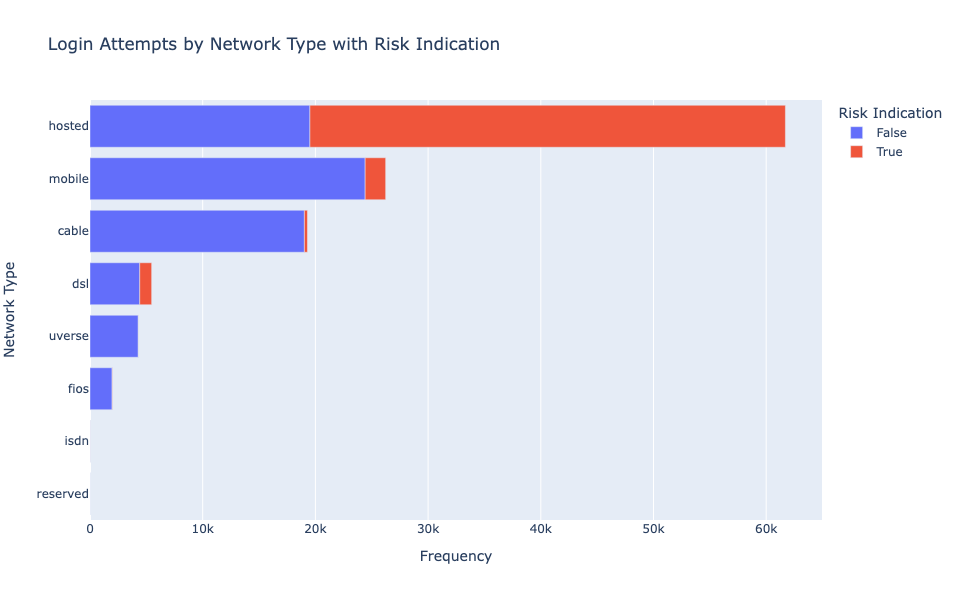 Login Attempts by Network Type with Risk Indication
Risk Indication
False
True
Network Type
hosted
mobile
cable
dsl
uverse
fios
isdn
reserved
0 10k 20k 30k 40k 50k 60k
Frequency